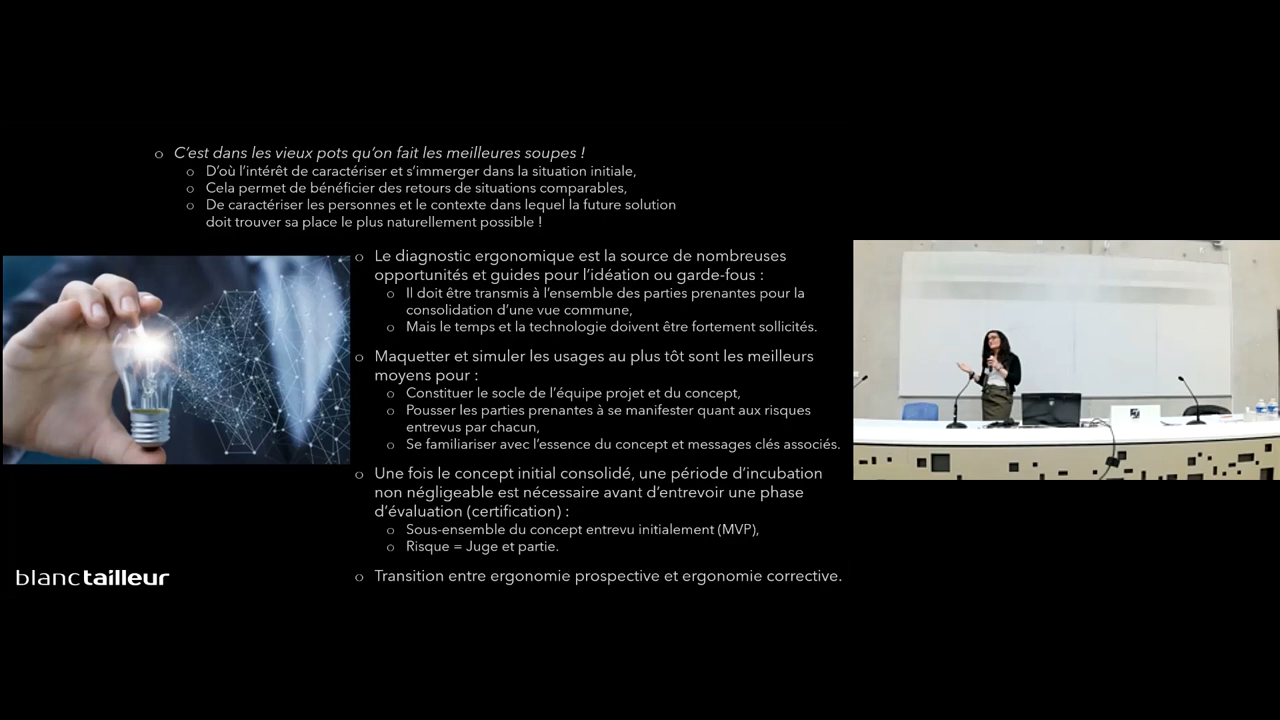 o C’est dans les vieux pots qu’on fait les meilleures soupes !
o D’où l’intérêt de caractériser et s’immerger dans la situation initiale,
o Cela permet de bénéficier des retours de situations comparables,
o De caractériser les personnes et le contexte dans lequel la future solution
doit trouver sa place le plus naturellement possible !
o Le diagnostic ergonomique est la source de nombreuses
opportunités et guides pour l’idéation ou garde-fous :
o Il doit être transmis à l’ensemble des parties prenantes pour la
consolidation d’une vue commune,
o Mais le temps et la technologie doivent être fortement sollicités.
o Maquetter et simuler les usages au plus tôt sont les meilleurs
moyens pour :
o Constituer le socle de l’équipe projet et du concept,
o Pousser les parties prenantes à se manifester quant aux risques
entrevus par chacun,
o Se familiariser avec l’essence du concept et messages clés associés.
o Une fois le concept initial consolidé, une période d’incubation
non négligeable est nécessaire avant d’entrevoir une phase
d’évaluation (certification) :
o Sous-ensemble du concept entrevu initialement (MVP),
o Risque = Juge et partie.
o Transition entre ergonomie prospective et ergonomie corrective.
blanctailleur